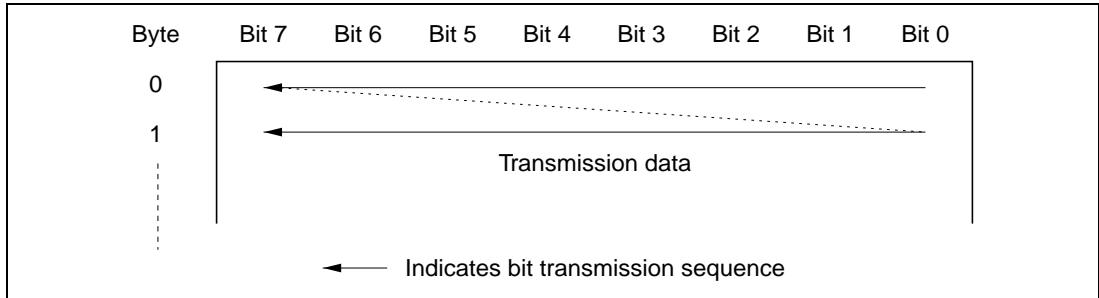 Byte Bit 7 Bit 6 Bit 5 Bit 4 Bit 3 Bit 2 Bit 1 Bit 0
0
1
Transmission data
Indicates bit transmission sequence